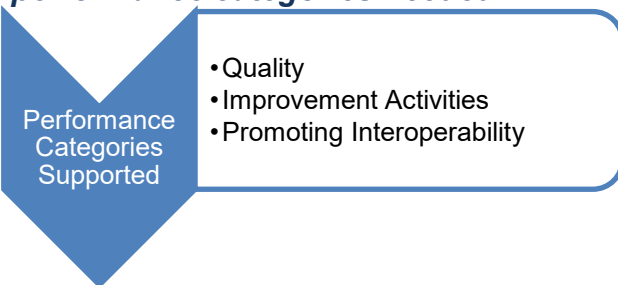 Performance
Categories
Supported
•Quality
•Improvement Activities
•Promoting Interoperability